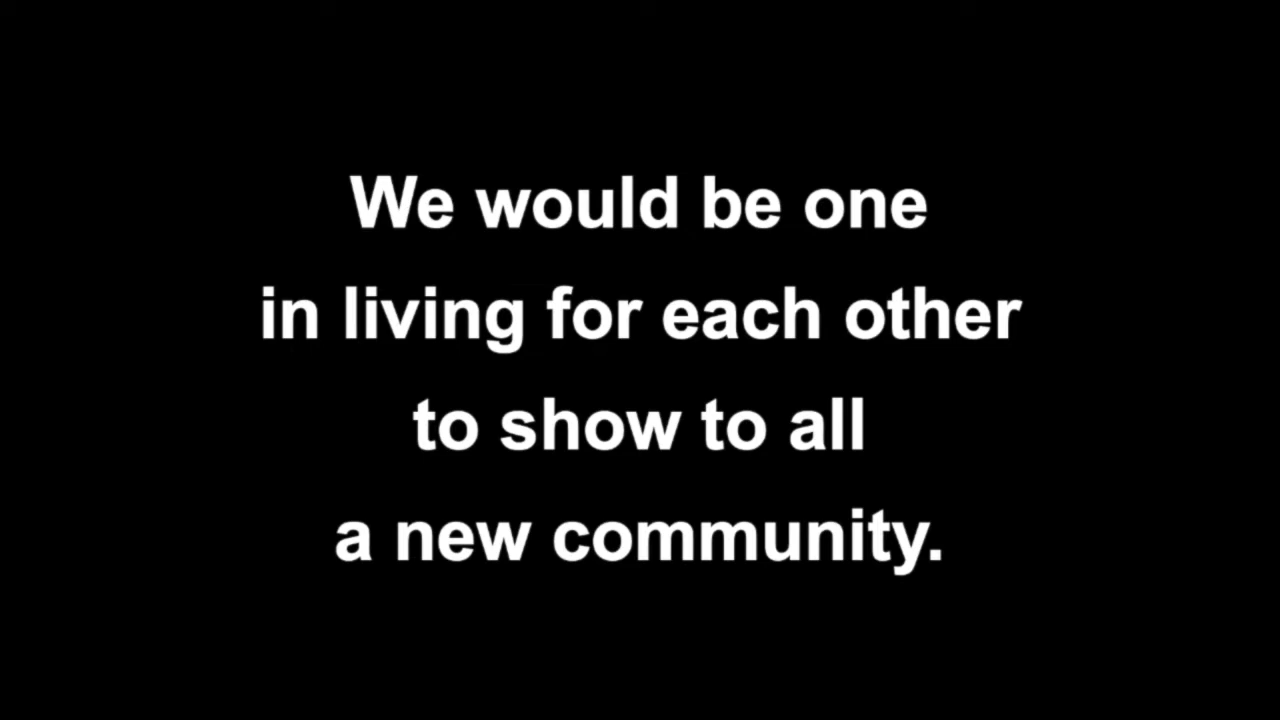 We would be one
in living for each other
to show to all
a new community.